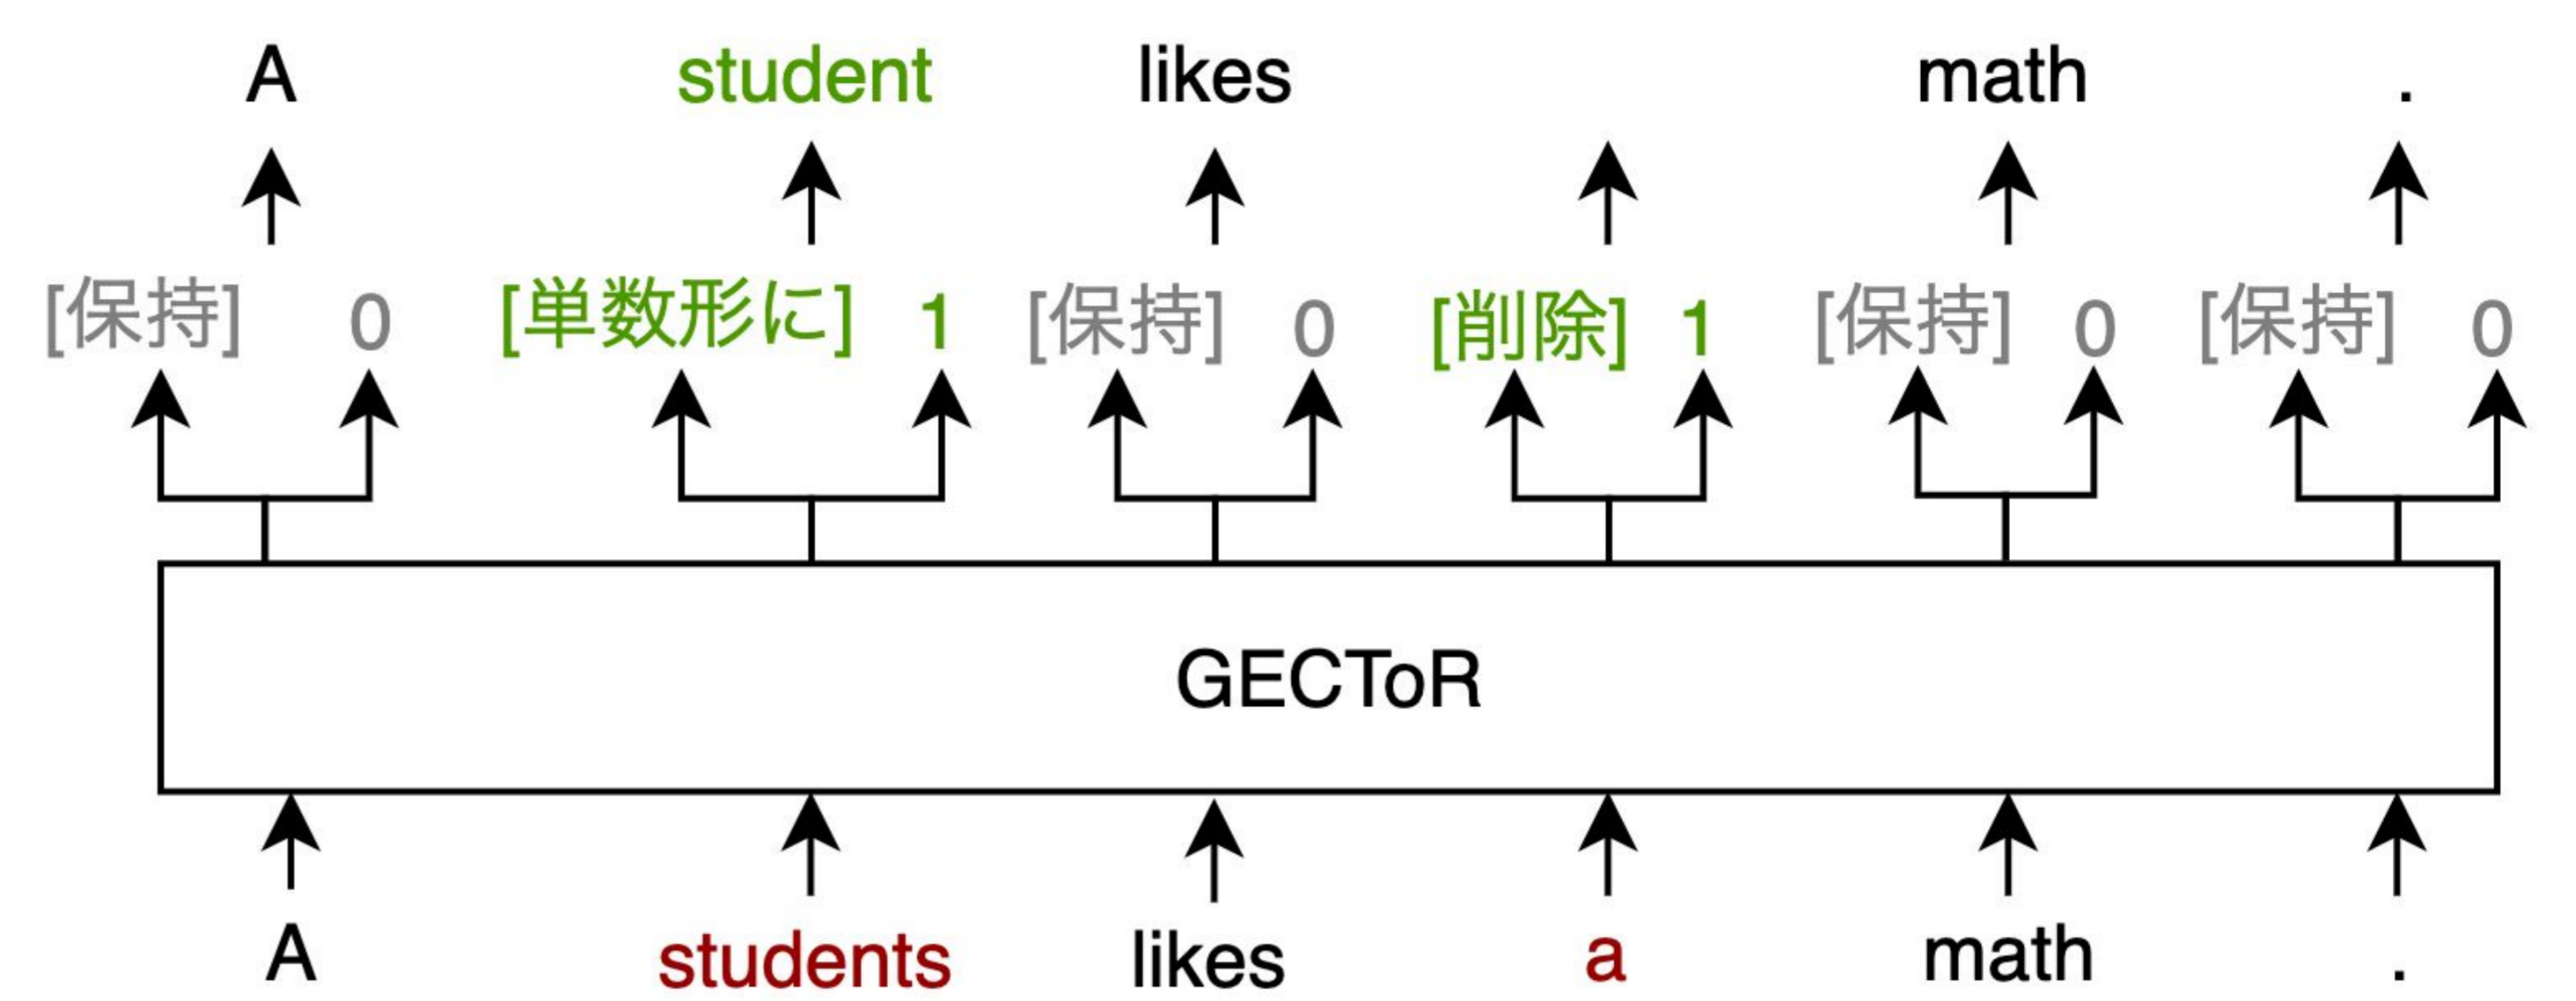 A student likes math .
[保持] 0 [単数形に] 1 [保持] 0 [削除] 1 [保持] 0 [保持] 0
GECToR
A students likes a math .